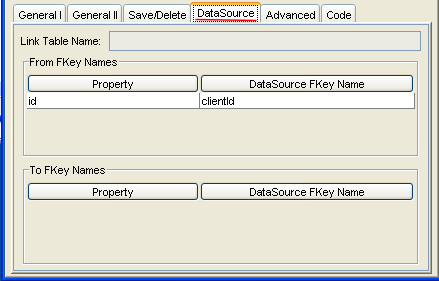 General I General II Save/Delete DataSource Advanced Code
Link Table Name:
From FKey Names
Property DataSource FKey Name
id clientId
To FKey Names
Property DataSource FKey Name